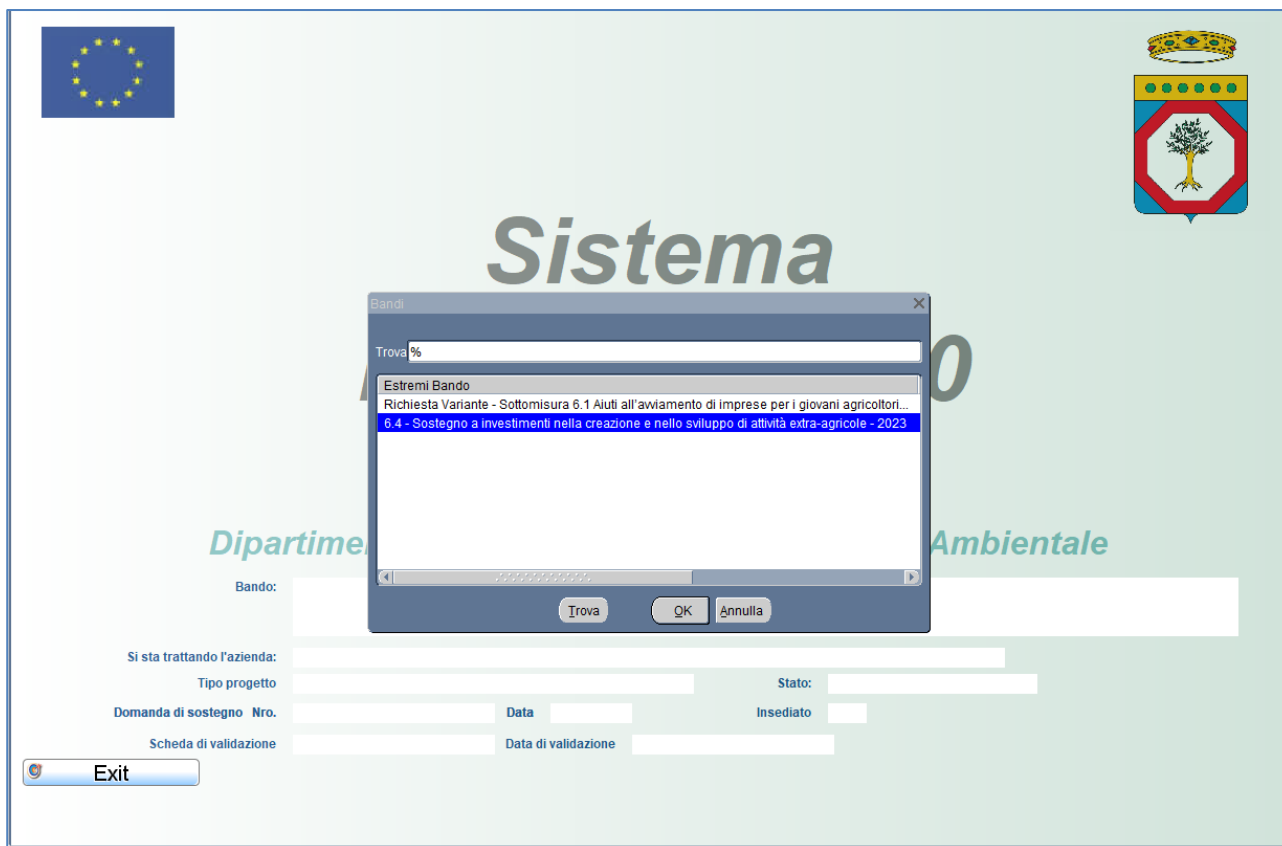 Sistema
Bandi
Trova %
0
Estremi Bando
Richiesta Variante - Sottomisura 6.1 Aiuti all'avviamento di imprese per i giovani agricoltori...
6.4 - Sostegno a investimenti nella creazione e nello sviluppo di attività extra-agricole - 2023
Ambientale
Trova OK Annulla
Bando:
Si sta trattando l'azienda:
Tipo progetto Stato:
Domanda di sostegno Nro. Data Insediato
Scheda di validazione Data di validazione
Exit